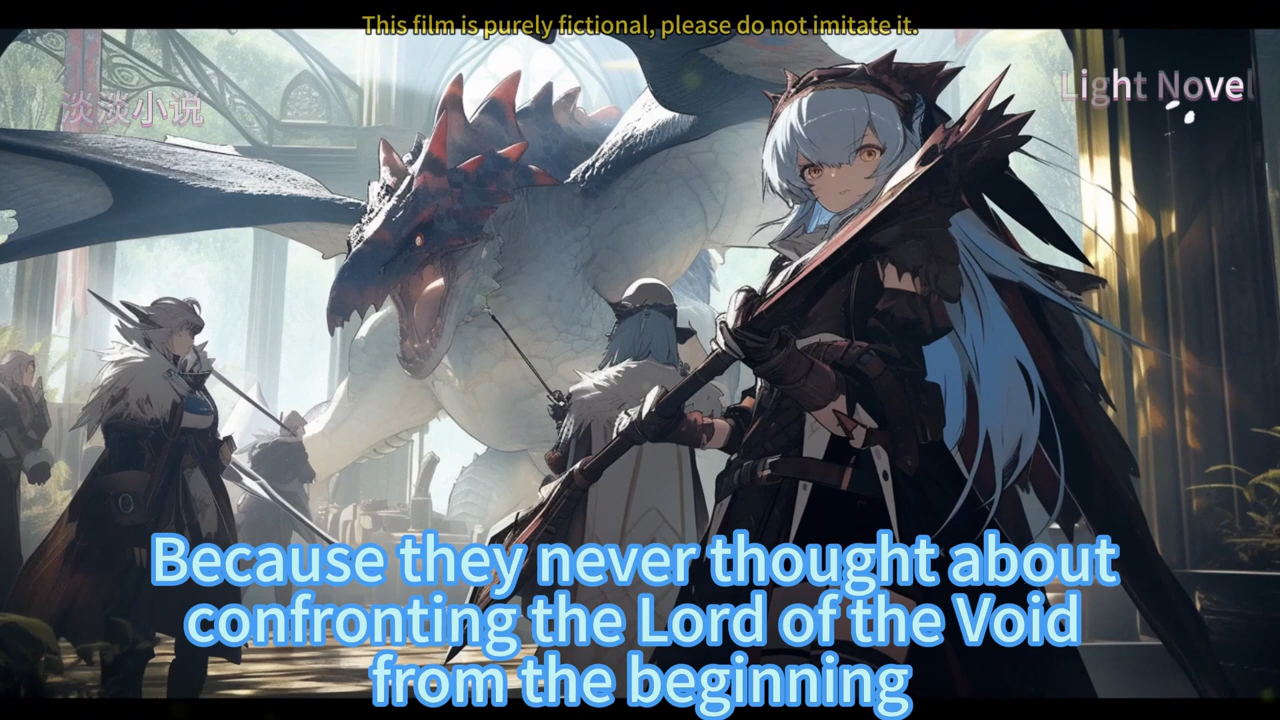 This film is purely fictional, please do not imitate it.
淡淡小说
Light Novel
Because they never thought about
confronting the Lord of the Void
from the beginning